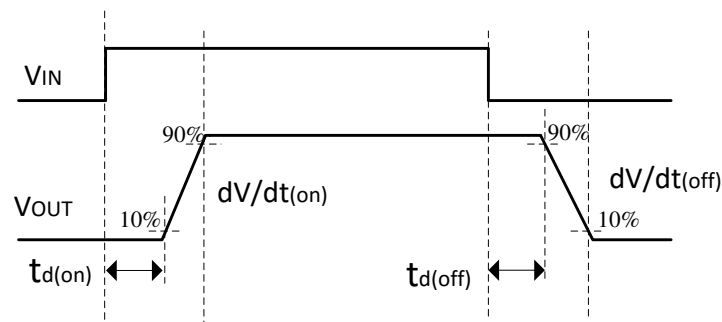 VIN
90%
90%
dV/dt(on)
dV/dt(off)
VOUT
10%
10%
td(on)
td(off)